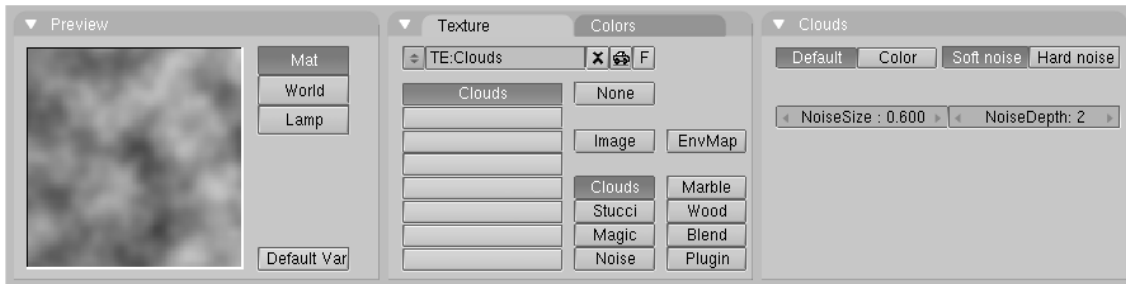 Preview
Mat
World
Lamp
Default Var
Texture Colors
TE:Clouds F
Clouds None
Image EnvMap
Clouds Marble
Stucci Wood
Magic Blend
Noise Plugin
Clouds
Default Color Soft noise Hard noise
NoiseSize : 0.600 NoiseDepth: 2